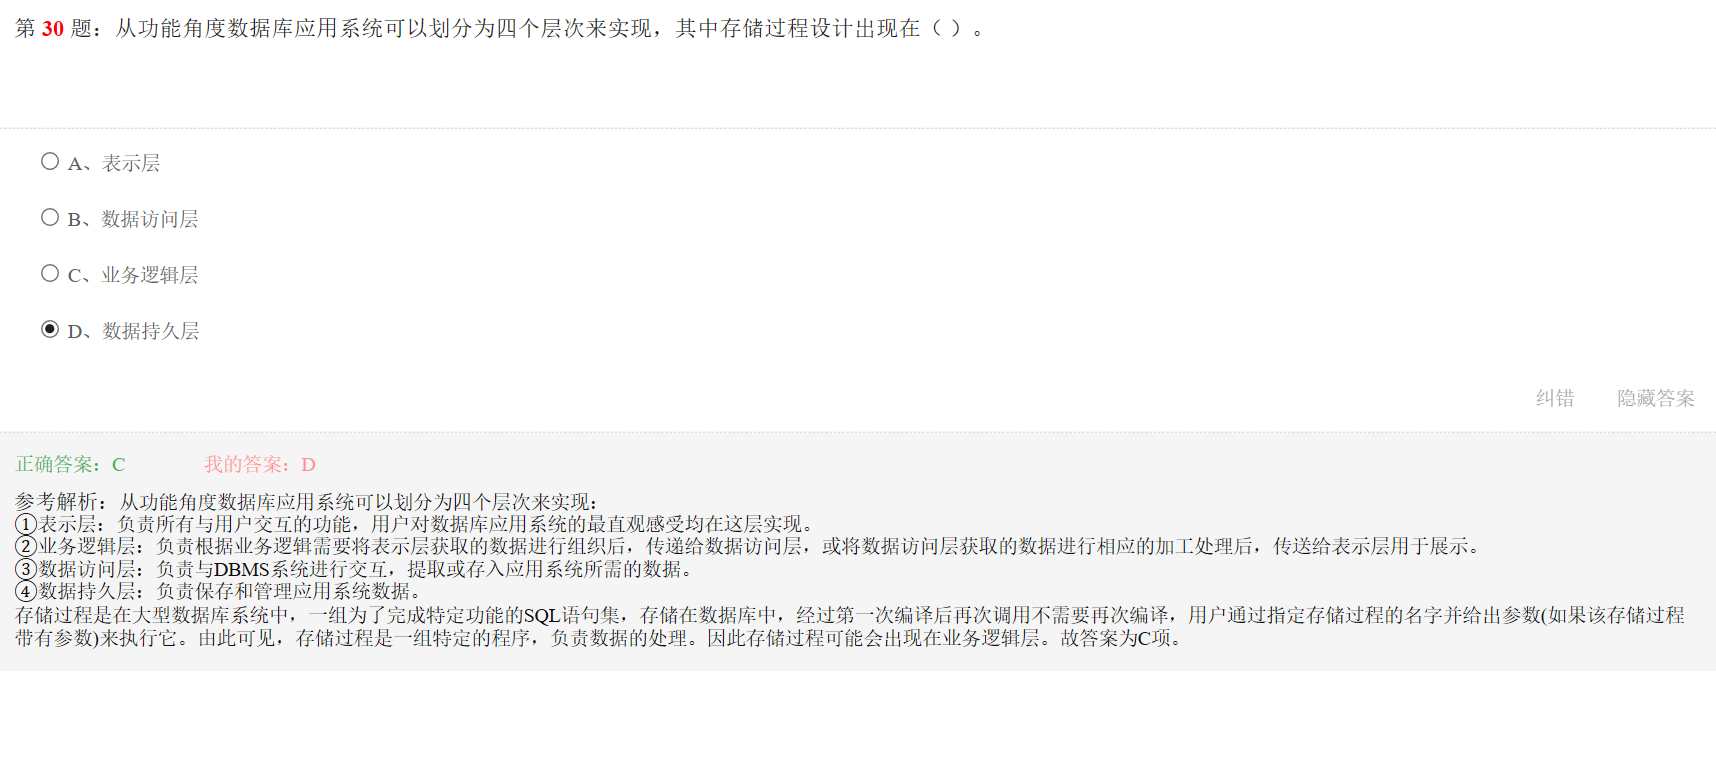 第 30 题：从功能角度数据库应用系统可以划分为四个层次来实现，其中存储过程设计出现在（ ）。
A、表示层
B、数据访问层
C、业务逻辑层
D、数据持久层
纠错 隐藏答案
正确答案：C 我的答案：D
参考解析：从功能角度数据库应用系统可以划分为四个层次来实现：
①表示层：负责所有与用户交互的功能，用户对数据库应用系统的最直观感受均在这层实现。
②业务逻辑层：负责根据业务逻辑需要将表示层获取的数据进行组织后，传递给数据访问层，或将数据访问层获取的数据进行相应的加工处理后，传送给表示层用于展示。
③数据访问层：负责与DBMS系统进行交互，提取或存入应用系统所需的数据。
④数据持久层：负责保存和管理应用系统数据。
存储过程是在大型数据库系统中，一组为了完成特定功能的SQL语句集，存储在数据库中，经过第一次编译后再次调用不需要再次编译，用户通过指定存储过程的名字并给出参数(如果该存储过程
带有参数)来执行它。由此可见，存储过程是一组特定的程序，负责数据的处理。因此存储过程可能会出现在业务逻辑层。故答案为C项。